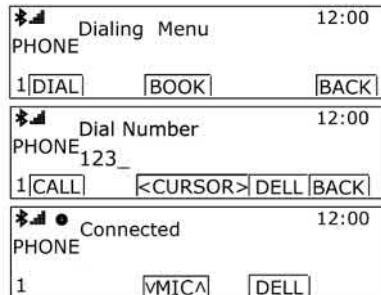 12:00
Dialing Menu
PHONE
1 DIAL BOOK BACK
12:00
Dial Number
PHONE
123_
1 CALL <CURSOR> DELL BACK
12:00
Connected
PHONE
1 ∨MIC∧ DELL